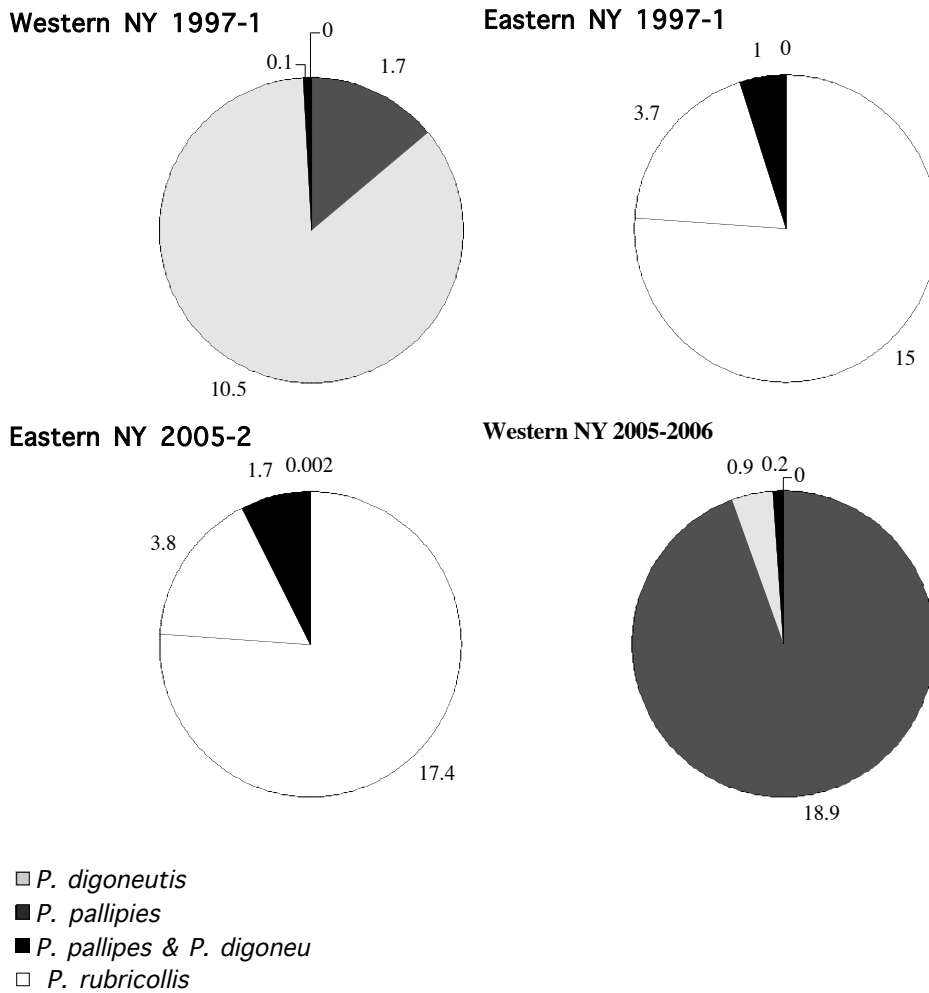 Western NY 1997-1
0
0.1
1.7
10.5
Eastern NY 1997-1
1 0
3.7
15
Eastern NY 2005-2
1.7 0.002
3.8
17.4
Western NY 2005-2006
0.9 0.2 0
18.9
P. digoneutis
P. pallipies
P. pallipes & P. digoneu
P. rubricollis